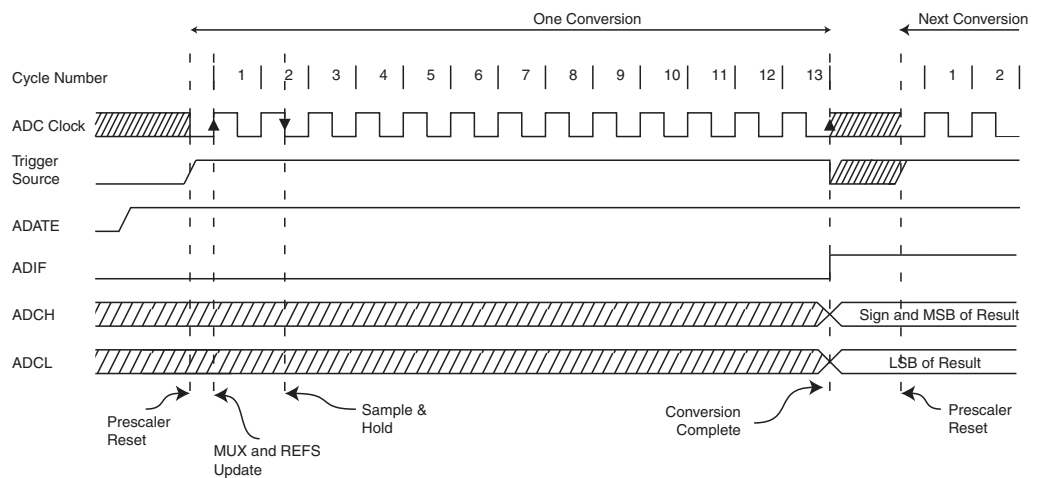 One Conversion
Next Conversion
Cycle Number
1 2 3 4 5 6 7 8 9 10 11 12 13
1 2
ADC Clock
Trigger
Source
ADATE
ADIF
ADCH
Sign and MSB of Result
ADCL
LSB of Result
Prescaler
Reset
MUX and REFS
Update
Sample &
Hold
Conversion
Complete
Prescaler
Reset